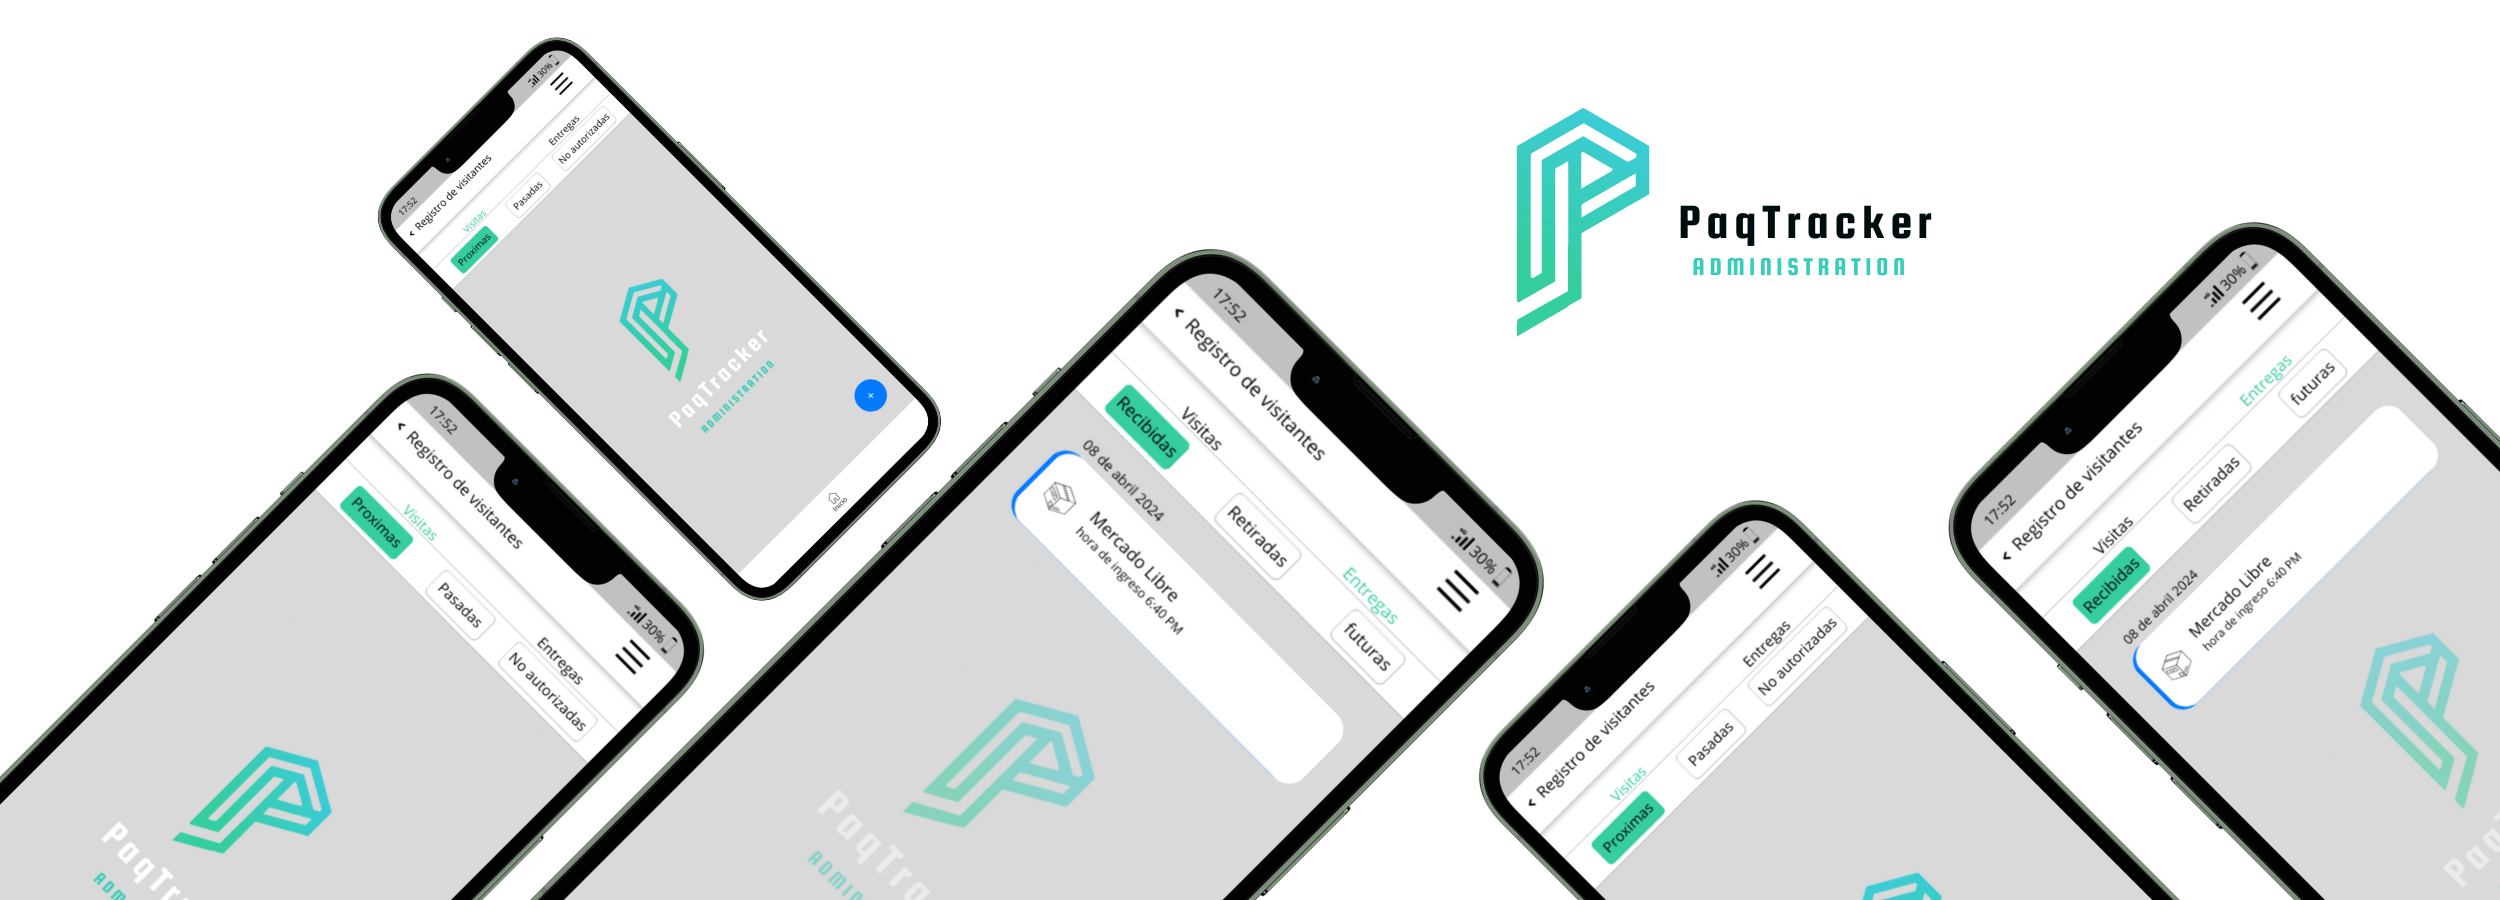 17:52
30%
Registro de visitantes
Visitas
Entregas
Proximas
Pasadas
No autorizadas
PaqTracker
ADMINISTRATION
Inicio
PaqTracker
ADMINISTRATION
17:52
30%
Registro de visitantes
Visitas
Entregas
Proximas
Pasadas
No autorizadas
PaqTr
ADM
17:52
30%
Registro de visitantes
Visitas
Entregas
Recibidas
Retiradas
futuras
08 de abril 2024
Mercado Libre
hora de ingreso 6:40 PM
PaqTra
ADMIN
17:52
30%
Registro de visitantes
Visitas
Entregas
Proximas
Pasadas
No autorizadas
17:52
30%
Registro de visitantes
Visitas
Entregas
Recibidas
Retiradas
futuras
08 de abril 2024
Mercado Libre
hora de ingreso 6:40 PM
Paq